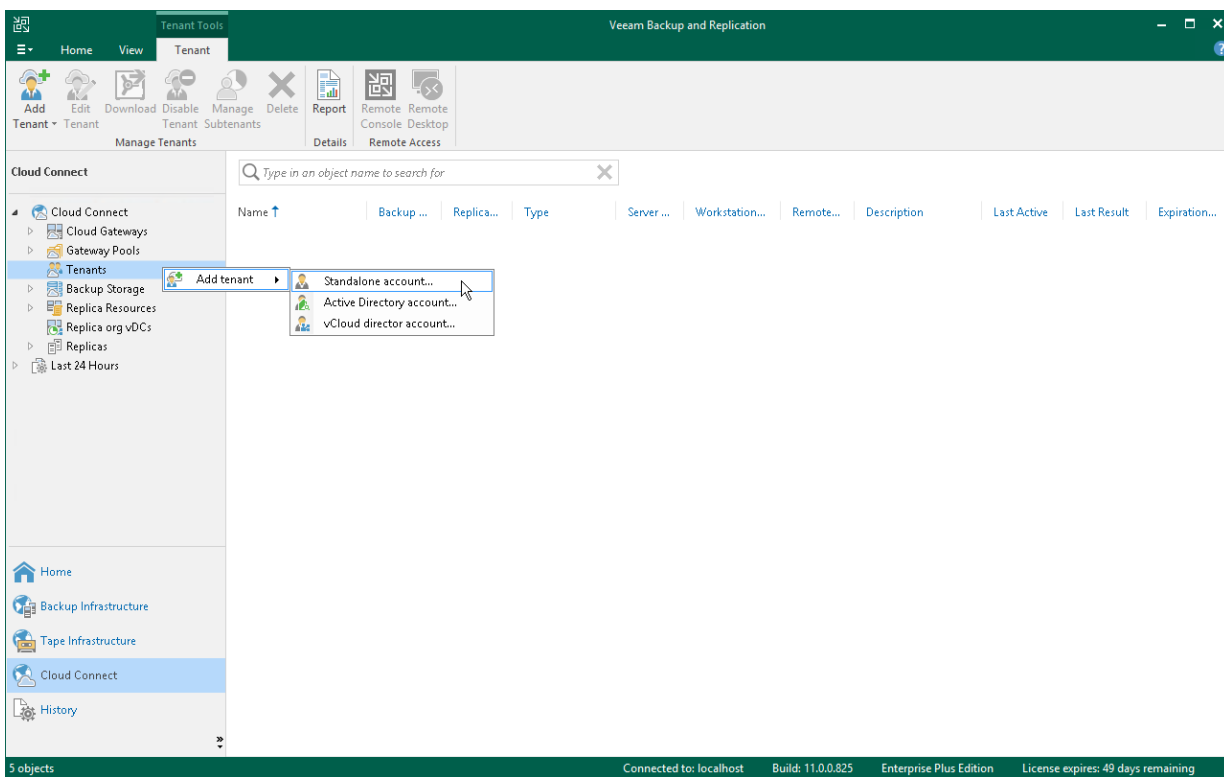 Tenant Tools
Veeam Backup and Replication
Home View Tenant
Add Tenant
Edit Tenant
Download
Disable Tenant
Manage Subtenants
Delete
Report
Remote Console
Remote Desktop
Manage Tenants
Details
Remote Access
Cloud Connect
Type in an object name to search for
Cloud Connect
Cloud Gateways
Gateway Pools
Tenants
Backup Storage
Replica Resources
Replica org vDCs
Replicas
Last 24 Hours
Name Backup ... Replica... Type Server ... Workstation... Remote... Description Last Active Last Result Expiration...
Add tenant
Standalone account...
Active Directory account...
vCloud director account...
Home
Backup Infrastructure
Tape Infrastructure
Cloud Connect
History
5 objects
Connected to: localhost
Build: 11.0.0.825
Enterprise Plus Edition
License expires: 49 days remaining